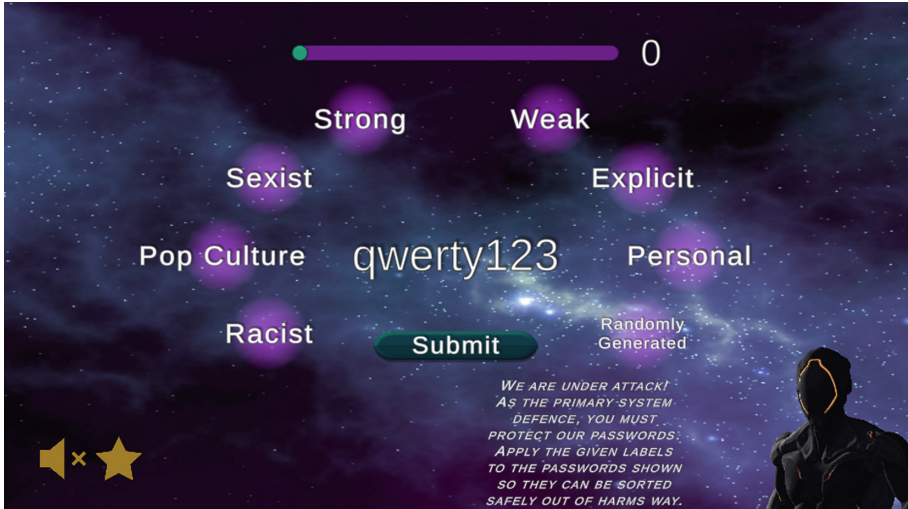 0
Strong
Weak
Sexist
Explicit
Pop Culture
qwerty123
Personal
Racist
Submit
Randomly
Generated
WE ARE UNDER ATTACK!
AS THE PRIMARY SYSTEM
DEFENCE, YOU MUST
PROTECT OUR PASSWORDS.
APPLY THE GIVEN LABELS
TO THE PASSWORDS SHOWN
SO THEY CAN BE SORTED
SAFELY OUT OF HARMS WAY.